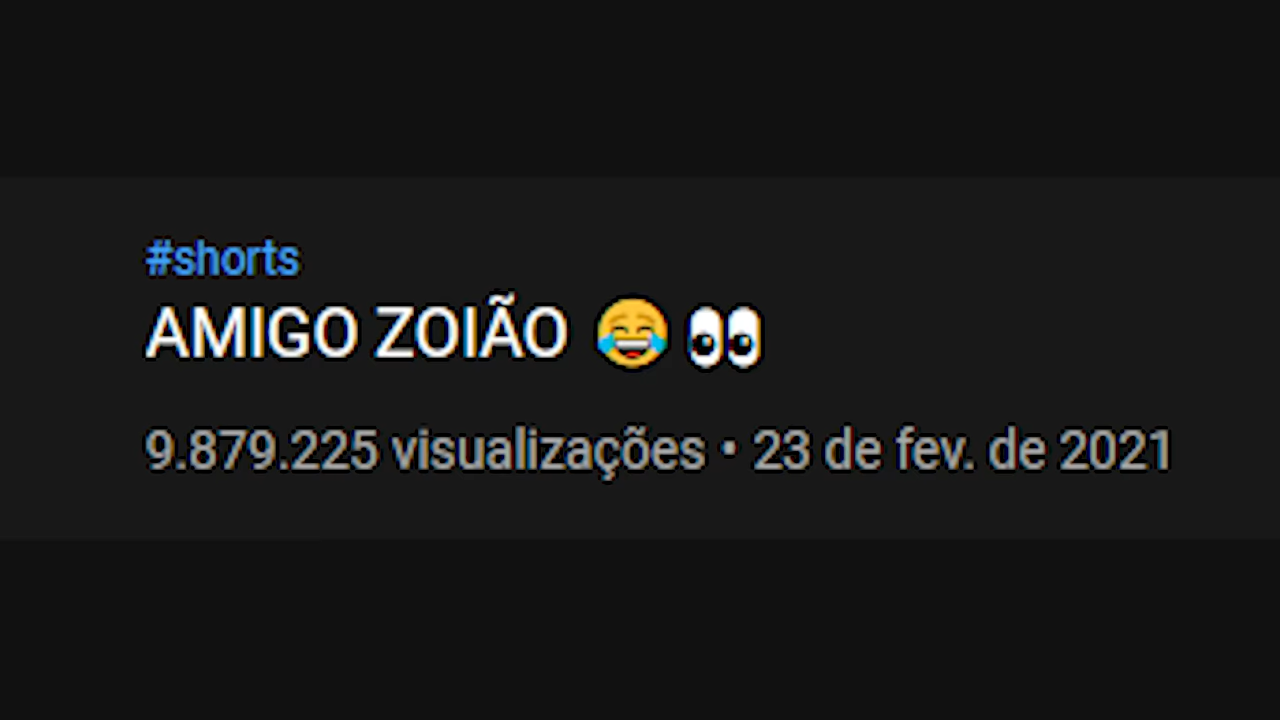 #shorts
AMIGO ZOIÃO 😂 👀
9.879.225 visualizações • 23 de fev. de 2021